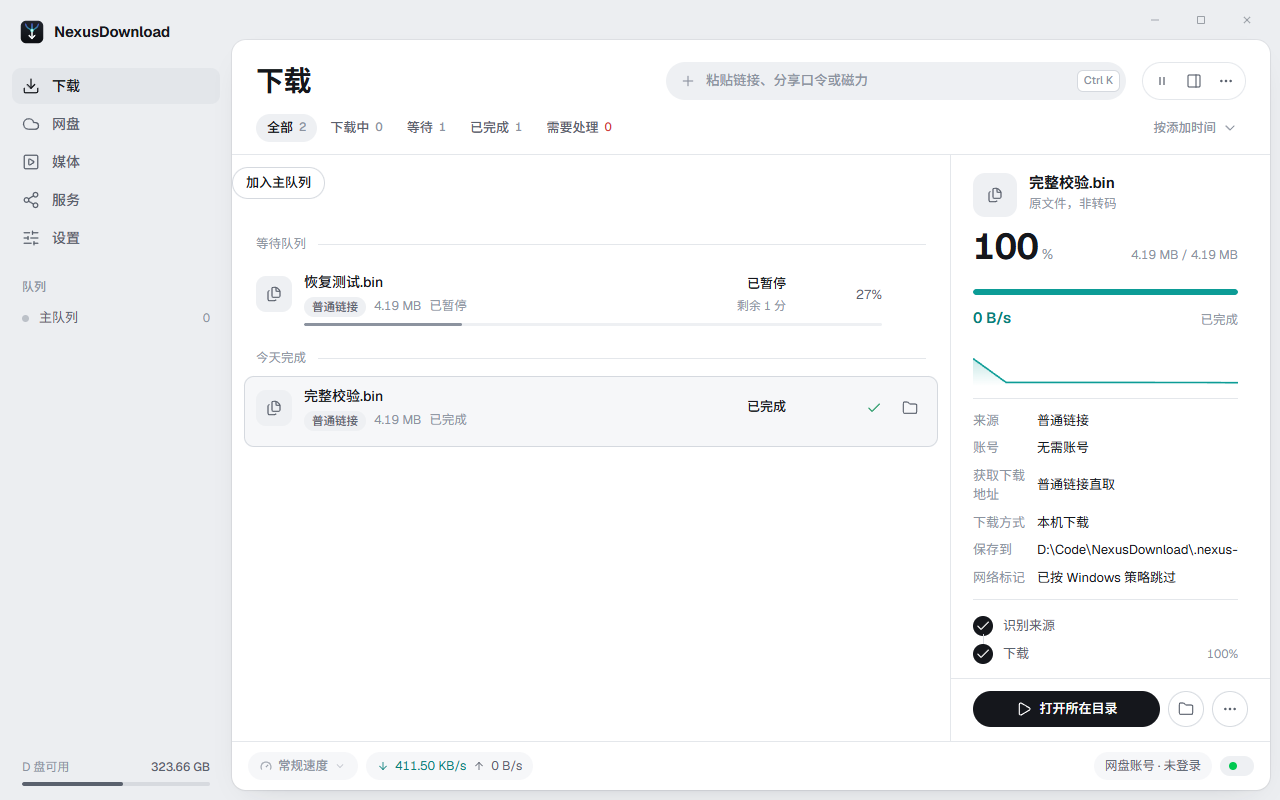 NexusDownload
下载
网盘
媒体
服务
设置
队列
主队列 0
D 盘可用 323.66 GB
下载
粘贴链接、分享口令或磁力 Ctrl K
全部 2 下载中 0 等待 1 已完成 1 需要处理 0 按添加时间
加入主队列
等待队列
恢复测试.bin 已暂停
普通链接 4.19 MB 已暂停 剩余 1 分 27%
今天完成
完整校验.bin 已完成
普通链接 4.19 MB 已完成
完整校验.bin
原文件，非转码
100 % 4.19 MB / 4.19 MB
0 B/s 已完成
来源 普通链接
账号 无需账号
获取下载地址 普通链接直取
下载方式 本机下载
保存到 D:\Code\NexusDownload\.nexus-
网络标记 已按 Windows 策略跳过
识别来源
下载 100%
打开所在目录
常规速度 411.50 KB/s 0 B/s 网盘账号 · 未登录